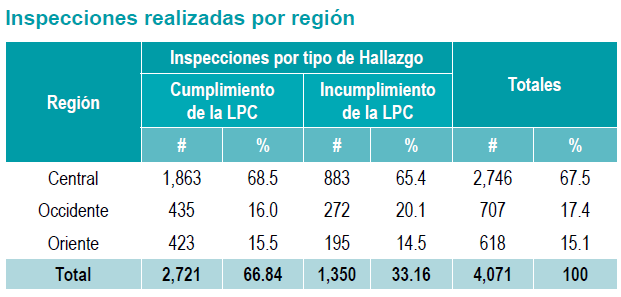 Inspecciones realizadas por región
Región
Inspecciones por tipo de Hallazgo
Totales
Cumplimiento de la LPC
Incumplimiento de la LPC
# % # % # %
Central 1,863 68.5 883 65.4 2,746 67.5
Occidente 435 16.0 272 20.1 707 17.4
Oriente 423 15.5 195 14.5 618 15.1
Total 2,721 66.84 1,350 33.16 4,071 100